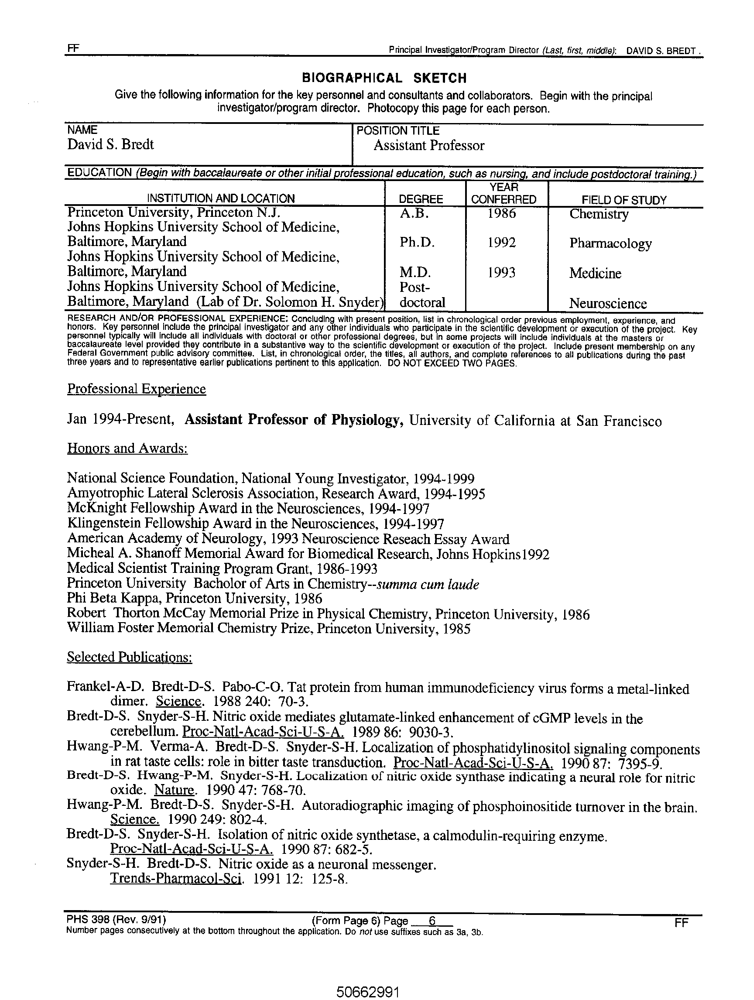 FF
Principal Investigator/Program Director (Last, first, middle): DAVID S. BREDT .
BIOGRAPHICAL SKETCH
Give the following information for the key personnel and consultants and collaborators. Begin with the principal
investigator/program director. Photocopy this page for each person.
NAME
David S. Bredt
POSITION TITLE
Assistant Professor
EDUCATION (Begin with baccalaureate or other initial professional education, such as nursing, and include postdoctoral training.)
INSTITUTION AND LOCATION DEGREE YEAR CONFERRED FIELD OF STUDY
Princeton University, Princeton N.J. A.B. 1986 Chemistry
Johns Hopkins University School of Medicine,
Baltimore, Maryland Ph.D. 1992 Pharmacology
Johns Hopkins University School of Medicine,
Baltimore, Maryland M.D. 1993 Medicine
Johns Hopkins University School of Medicine, Post-
Baltimore, Maryland (Lab of Dr. Solomon H. Snyder) doctoral Neuroscience
RESEARCH AND/OR PROFESSIONAL EXPERIENCE: Concluding with present position, list in chronological order previous employment, experience, and
honors. Key personnel include the principal investigator and any other individuals who participate in the scientific development or execution of the project. Key
personnel typically will include all individuals with doctoral or other professional degrees, but in some projects will include individuals at the masters or
baccalaureate level provided they contribute in a substantive way to the scientific development or execution of the project. Include present membership on any
Federal Government public advisory committee. List, in chronological order, the titles, all authors, and complete references to all publications during the past
three years and to representative earlier publications pertinent to this application. DO NOT EXCEED TWO PAGES.
Professional Experience
Jan 1994-Present, Assistant Professor of Physiology, University of California at San Francisco
Honors and Awards:
National Science Foundation, National Young Investigator, 1994-1999
Amyotrophic Lateral Sclerosis Association, Research Award, 1994-1995
McKnight Fellowship Award in the Neurosciences, 1994-1997
Klingenstein Fellowship Award in the Neurosciences, 1994-1997
American Academy of Neurology, 1993 Neuroscience Reseach Essay Award
Micheal A. Shanoff Memorial Award for Biomedical Research, Johns Hopkins1992
Medical Scientist Training Program Grant, 1986-1993
Princeton University Bacholor of Arts in Chemistry--summa cum laude
Phi Beta Kappa, Princeton University, 1986
Robert Thorton McCay Memorial Prize in Physical Chemistry, Princeton University, 1986
William Foster Memorial Chemistry Prize, Princeton University, 1985
Selected Publications:
Frankel-A-D. Bredt-D-S. Pabo-C-O. Tat protein from human immunodeficiency virus forms a metal-linked
dimer. Science. 1988 240: 70-3.
Bredt-D-S. Snyder-S-H. Nitric oxide mediates glutamate-linked enhancement of cGMP levels in the
cerebellum. Proc-Natl-Acad-Sci-U-S-A. 1989 86: 9030-3.
Hwang-P-M. Verma-A. Bredt-D-S. Snyder-S-H. Localization of phosphatidylinositol signaling components
in rat taste cells: role in bitter taste transduction. Proc-Natl-Acad-Sci-U-S-A. 1990 87: 7395-9.
Bredt-D-S. Hwang-P-M. Snyder-S-H. Localization of nitric oxide synthase indicating a neural role for nitric
oxide. Nature. 1990 47: 768-70.
Hwang-P-M. Bredt-D-S. Snyder-S-H. Autoradiographic imaging of phosphoinositide turnover in the brain.
Science. 1990 249: 802-4.
Bredt-D-S. Snyder-S-H. Isolation of nitric oxide synthetase, a calmodulin-requiring enzyme.
Proc-Natl-Acad-Sci-U-S-A. 1990 87: 682-5.
Snyder-S-H. Bredt-D-S. Nitric oxide as a neuronal messenger.
Trends-Pharmacol-Sci. 1991 12: 125-8.
PHS 398 (Rev. 9/91) (Form Page 6) Page 6 FF
Number pages consecutively at the bottom throughout the application. Do not use suffixes such as 3a, 3b.
50662991